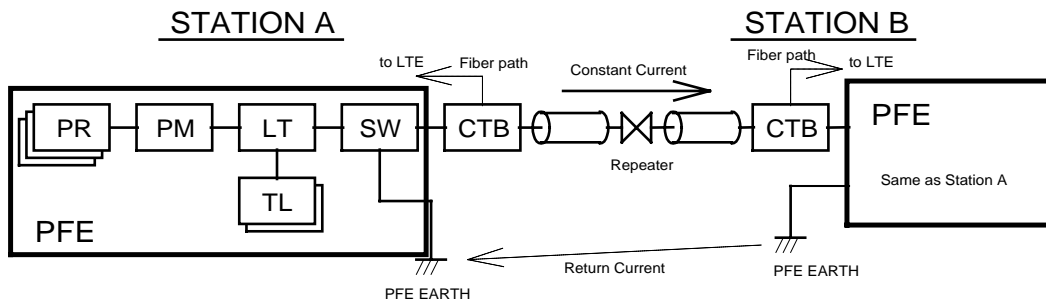 STATION A
STATION B
to LTE
Fiber path
Constant Current
Fiber path
to LTE
PR
PM
LT
SW
CTB
CTB
PFE
Repeater
TL
Same as Station A
PFE
Return Current
PFE EARTH
PFE EARTH